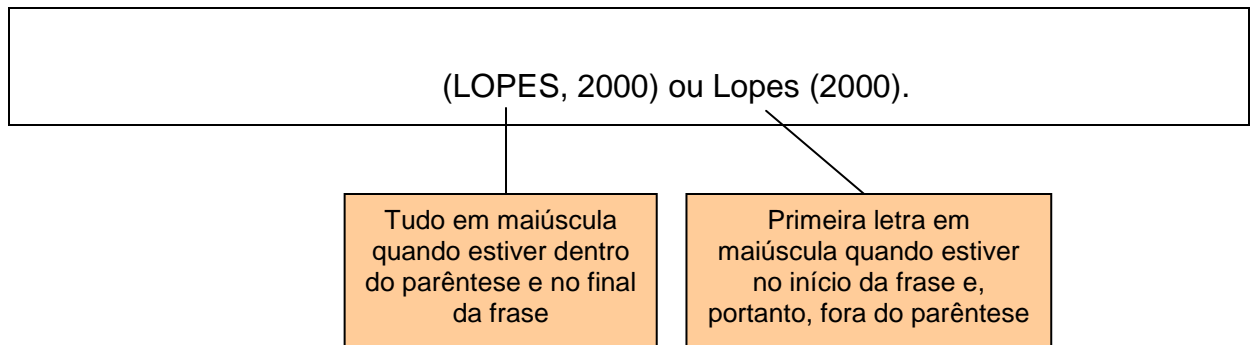 (LOPES, 2000) ou Lopes (2000).
Tudo em maiúscula
quando estiver dentro
do parêntese e no final
da frase
Primeira letra em
maiúscula quando estiver
no início da frase e,
portanto, fora do parêntese